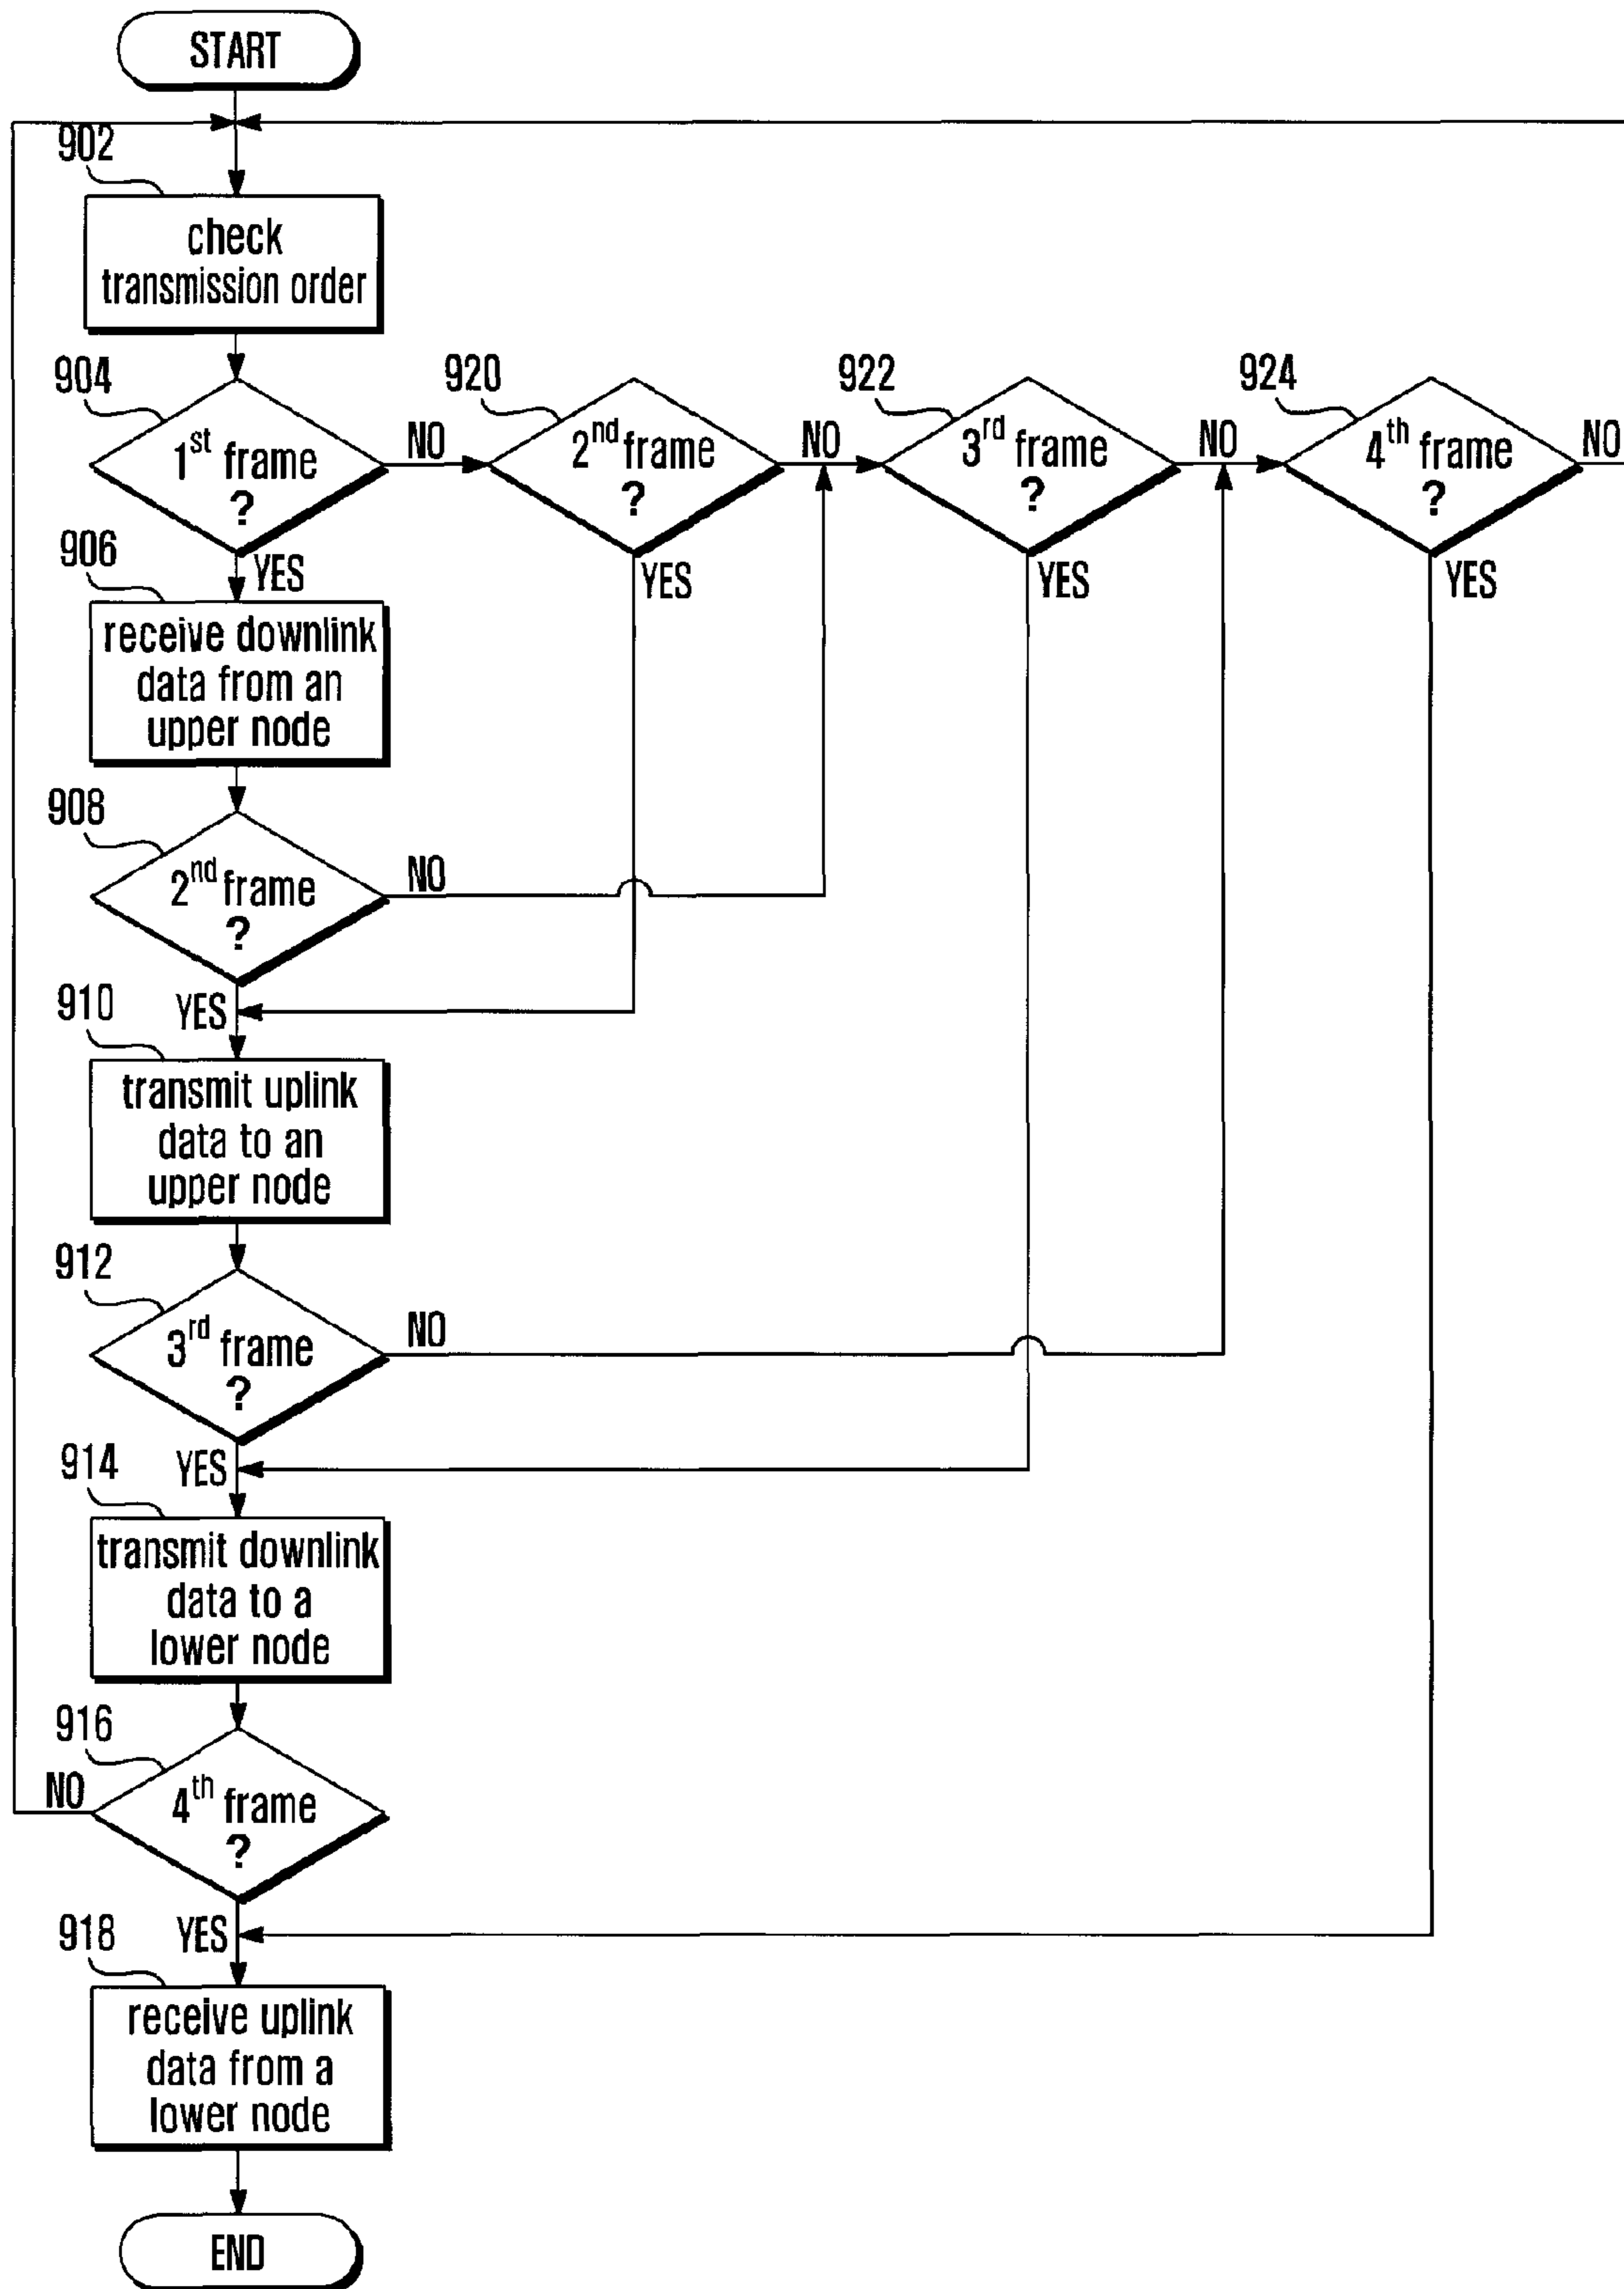 START
902
check
transmission order
904
1st frame
?
NO
920
2nd frame
?
NO
922
3rd frame
?
NO
924
4th frame
?
NO
YES
YES
YES
YES
906
receive downlink
data from an
upper node
908
2nd frame
?
NO
YES
910
transmit uplink
data to an
upper node
912
3rd frame
?
NO
YES
914
transmit downlink
data to a
lower node
916
4th frame
?
NO
YES
918
receive uplink
data from a
lower node
END